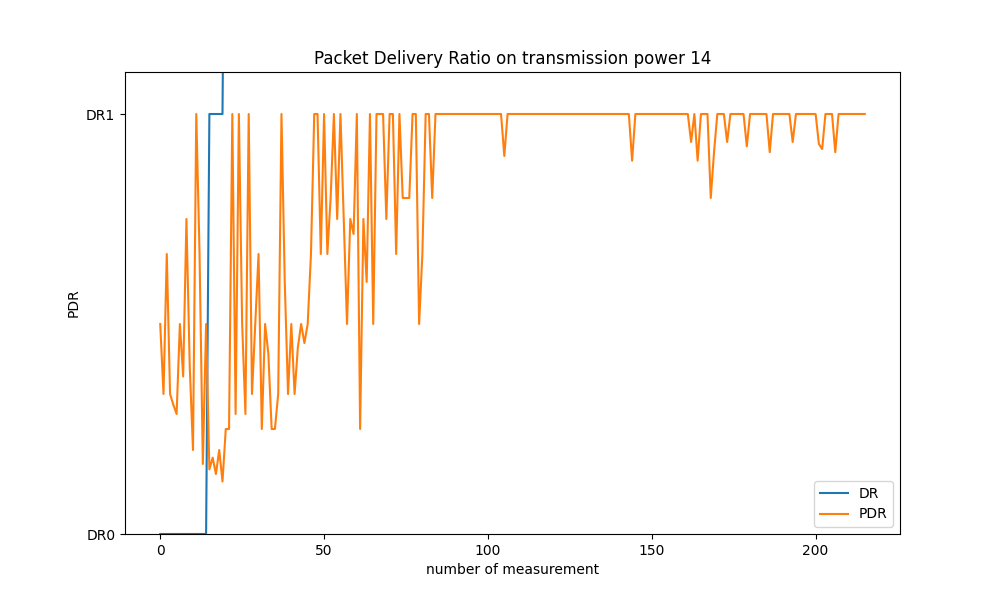 Packet Delivery Ratio on transmission power 14
DR1
PDR
DR0
0 50 100 150 200
number of measurement
DR
PDR